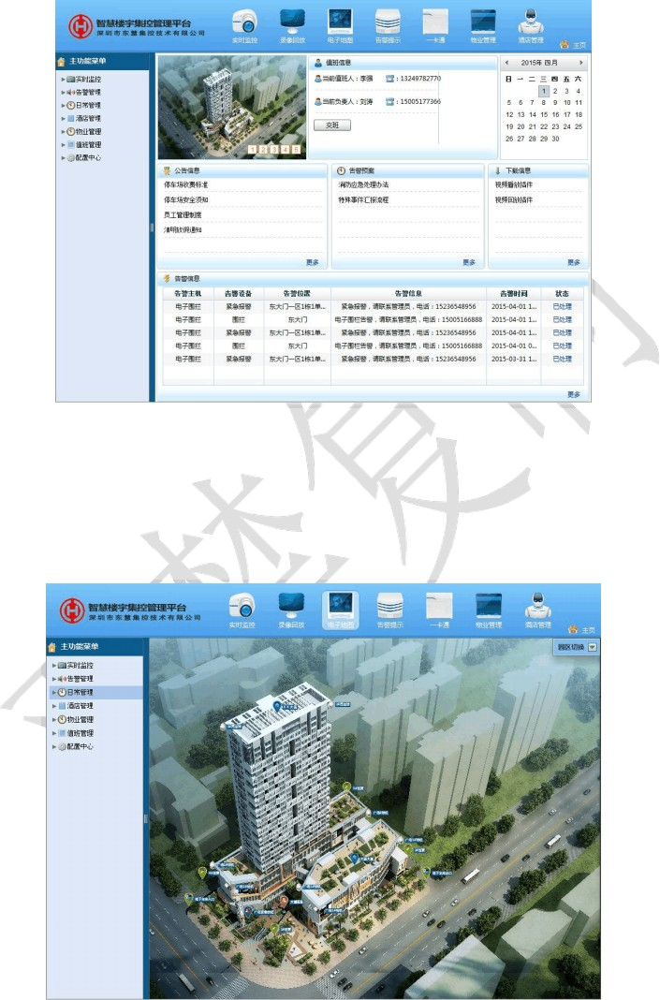 智慧楼宇集控管理平台
深圳市东慧集控技术有限公司
实时监控 录像回放 电子地图 告警提示 一卡通 物业管理 酒店管理 主页
主功能菜单
实时监控
告警管理
日常管理
酒店管理
物业管理
值班管理
配置中心
1 2 3 4 5
值班信息
当前值班人：李强 ：13249782770
当前负责人：刘涛 ：15005177366
交班
2015年 四月
日 一 二 三 四 五 六
1 2 3 4
5 6 7 8 9 10 11
12 13 14 15 16 17 18
19 20 21 22 23 24 25
26 27 28 29 30
公告信息
停车场收费标准
停车场安全须知
员工管理制度
清明放假通知
更多
告警预案
消防应急处理办法
特殊事件汇报流程
更多
下载信息
视频播放插件
视频回放插件
更多
告警信息
告警主机 告警设备 告警位置 告警信息 告警时间 状态
电子围栏 紧急报警 东大门一区1栋1单... 紧急报警，请联系管理员，电话：15236548956 2015-04-01 1... 已处理
电子围栏 围栏 东大门 电子围栏告警，请联系管理员，电话：15005166888 2015-04-01 1... 已处理
电子围栏 紧急报警 东大门一区1栋1单... 紧急报警，请联系管理员，电话：15236548956 2015-04-01 1... 已处理
电子围栏 围栏 东大门 电子围栏告警，请联系管理员，电话：15005166888 2015-04-01 0... 已处理
电子围栏 紧急报警 东大门一区1栋1单... 紧急报警，请联系管理员，电话：15236548956 2015-03-31 1... 已处理
更多
智慧楼宇集控管理平台
深圳市东慧集控技术有限公司
实时监控 录像回放 电子地图 告警提示 一卡通 物业管理 酒店管理 主页
主功能菜单
实时监控
告警管理
日常管理
酒店管理
物业管理
值班管理
配置中心
园区切换